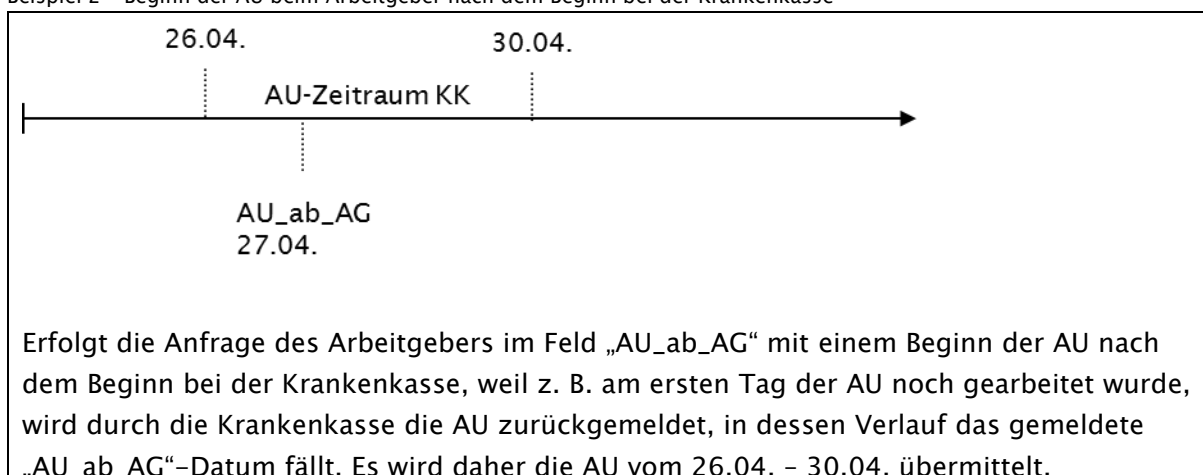 Beispiel 2 – Beginn der AU beim Arbeitgeber nach dem Beginn bei der Krankenkasse
26.04.
30.04.
AU-Zeitraum KK
AU_ab_AG
27.04.
Erfolgt die Anfrage des Arbeitgebers im Feld „AU_ab_AG“ mit einem Beginn der AU nach
dem Beginn bei der Krankenkasse, weil z. B. am ersten Tag der AU noch gearbeitet wurde,
wird durch die Krankenkasse die AU zurückgemeldet, in dessen Verlauf das gemeldete
„AU_ab_AG“-Datum fällt. Es wird daher die AU vom 26.04. – 30.04. übermittelt.